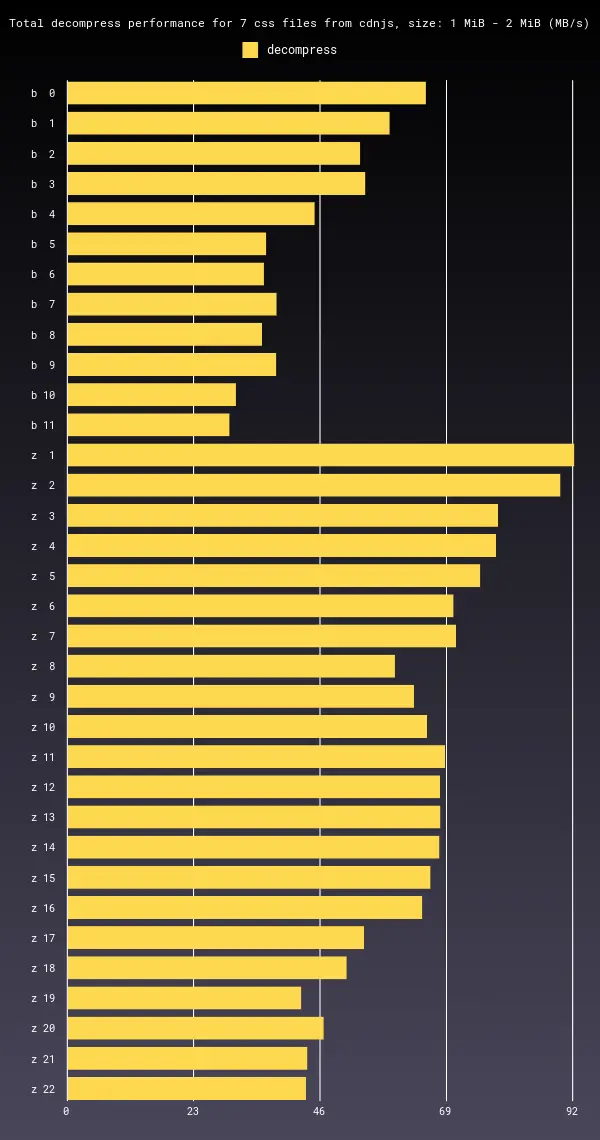 Total decompress performance for 7 css files from cdnjs, size: 1 MiB - 2 MiB (MB/s)
decompress
b 0
b 1
b 2
b 3
b 4
b 5
b 6
b 7
b 8
b 9
b 10
b 11
z 1
z 2
z 3
z 4
z 5
z 6
z 7
z 8
z 9
z 10
z 11
z 12
z 13
z 14
z 15
z 16
z 17
z 18
z 19
z 20
z 21
z 22
0 23 46 69 92